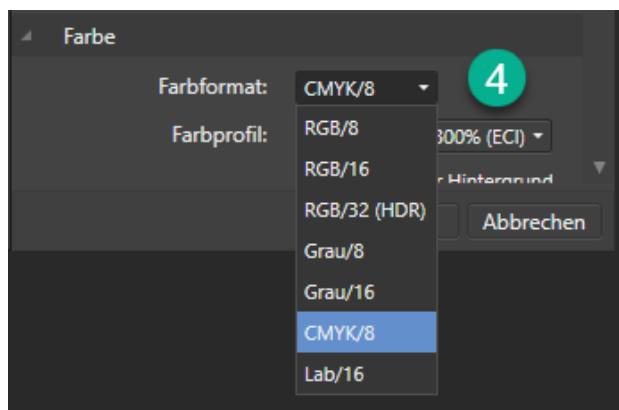 Farbe
Farbformat: CMYK/8 4
Farbprofil: RGB/8 300% (ECI)
RGB/16 r Hintergrund
RGB/32 (HDR) Abbrechen
Grau/8
Grau/16
CMYK/8
Lab/16